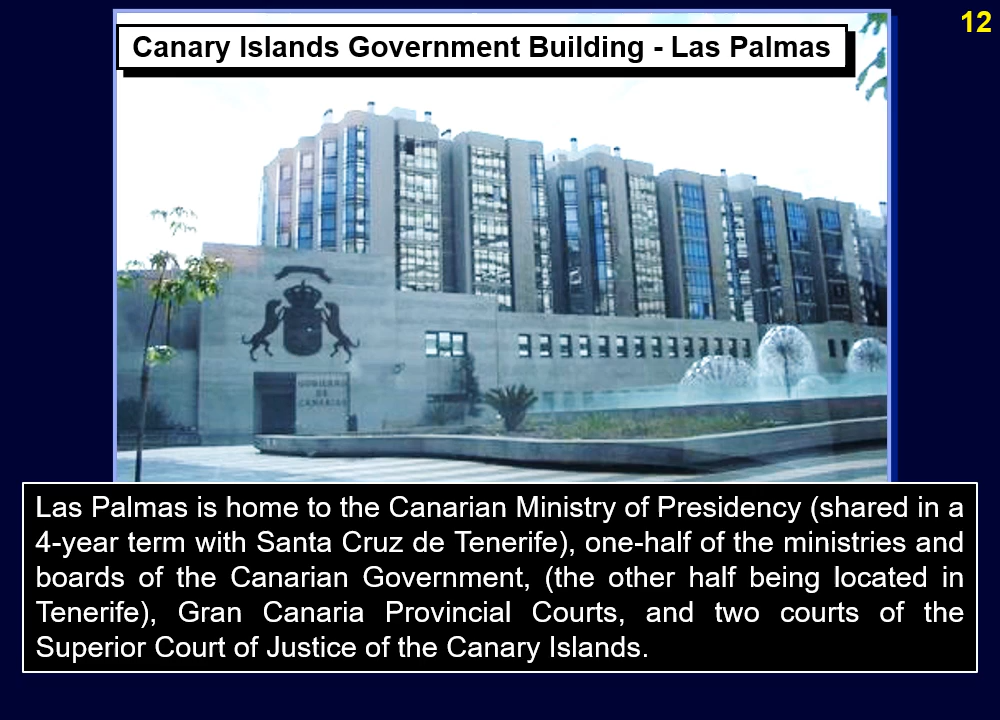 12
Canary Islands Government Building - Las Palmas
GOBIERNO
DE
CANARIAS
Las Palmas is home to the Canarian Ministry of Presidency (shared in a
4-year term with Santa Cruz de Tenerife), one-half of the ministries and
boards of the Canarian Government, (the other half being located in
Tenerife), Gran Canaria Provincial Courts, and two courts of the
Superior Court of Justice of the Canary Islands.